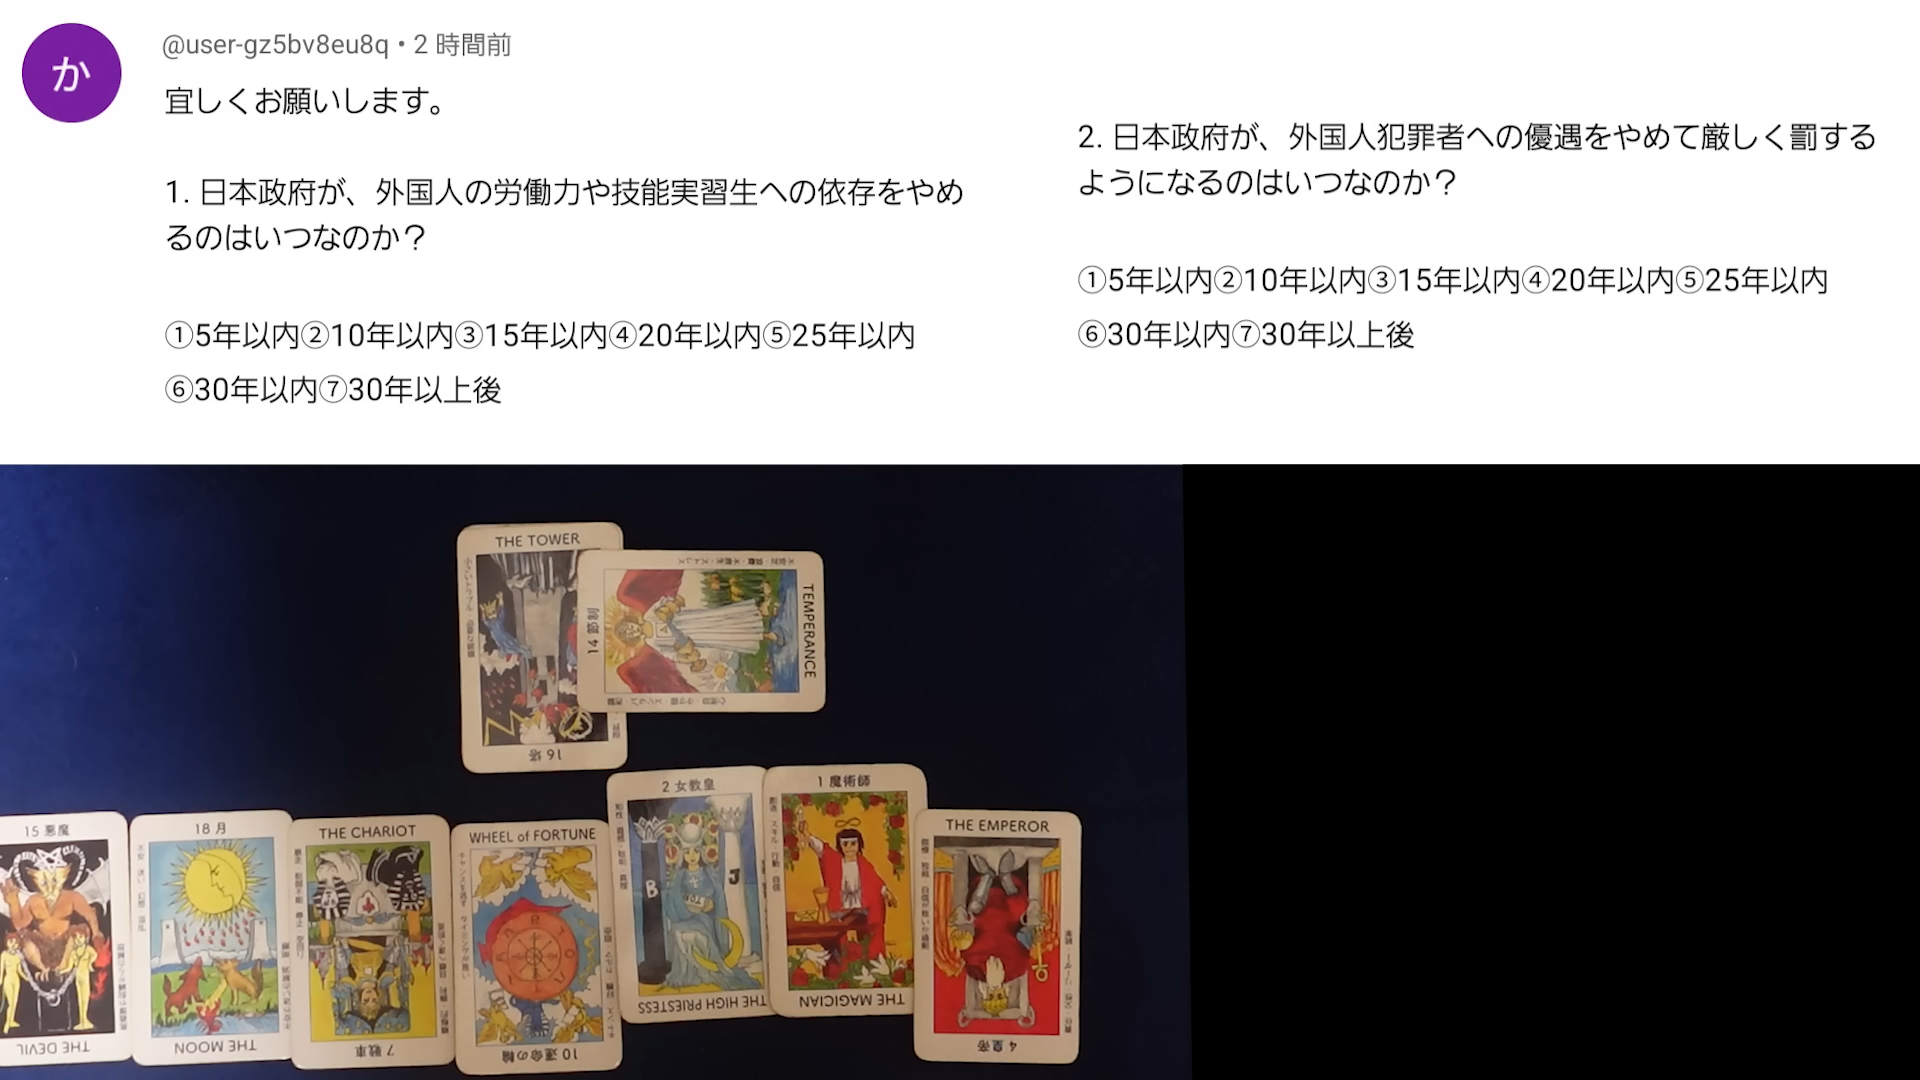 か
@user-gz5bv8eu8q • 2 時間前
宜しくお願いします。
1. 日本政府が、外国人の労働力や技能実習生への依存をやめ
るのはいつなのか？
①5年以内②10年以内③15年以内④20年以内⑤25年以内
⑥30年以内⑦30年以上後
2. 日本政府が、外国人犯罪者への優遇をやめて厳しく罰する
ようになるのはいつなのか？
①5年以内②10年以内③15年以内④20年以内⑤25年以内
⑥30年以内⑦30年以上後
THE TOWER
16 塔
TEMPERANCE
14 節制
15 悪魔
THE DEVIL
18 月
THE MOON
THE CHARIOT
7 戦車
WHEEL of FORTUNE
10 運命の輪
2 女教皇
B
J
THE HIGH PRIESTESS
1 魔術師
THE MAGICIAN
THE EMPEROR
4 皇帝